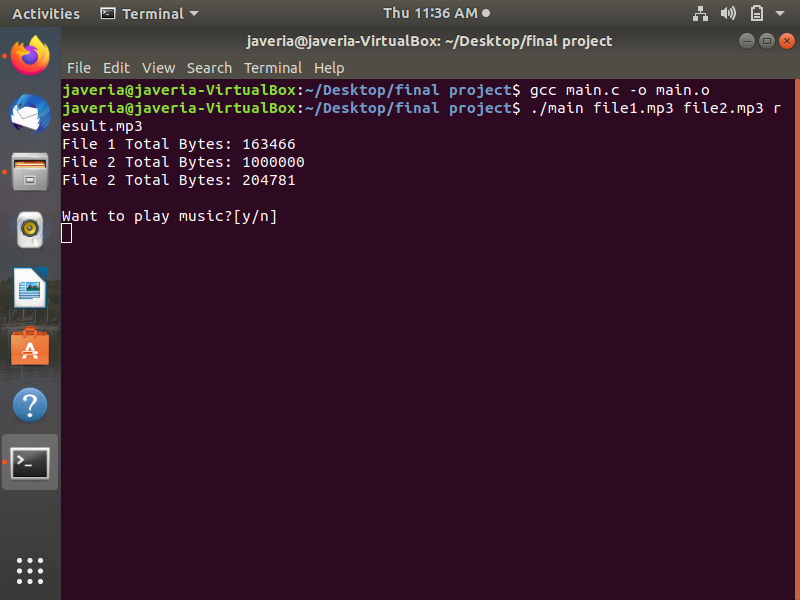 Activities Terminal Thu 11:36 AM
javeria@javeria-VirtualBox: ~/Desktop/final project
File Edit View Search Terminal Help
javeria@javeria-VirtualBox:~/Desktop/final project$ gcc main.c -o main.o
javeria@javeria-VirtualBox:~/Desktop/final project$ ./main file1.mp3 file2.mp3 r
esult.mp3
File 1 Total Bytes: 163466
File 2 Total Bytes: 1000000
File 2 Total Bytes: 204781
Want to play music?[y/n]